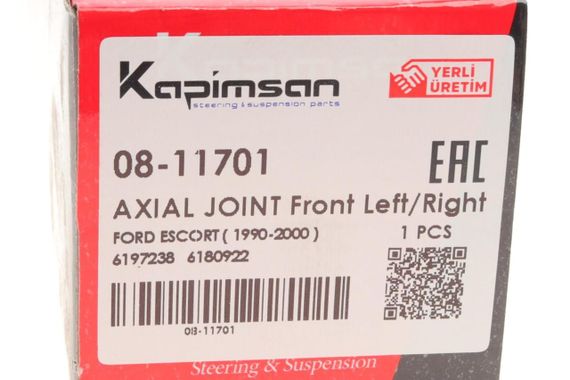 Kapimsan
steering & suspension parts
YERLİ
ÜRETİM
08-11701
EAC
AXIAL JOINT Front Left/Right
FORD ESCORT ( 1990-2000 )
1 PCS
6197238 6180922
08-11701
Steering & Suspension